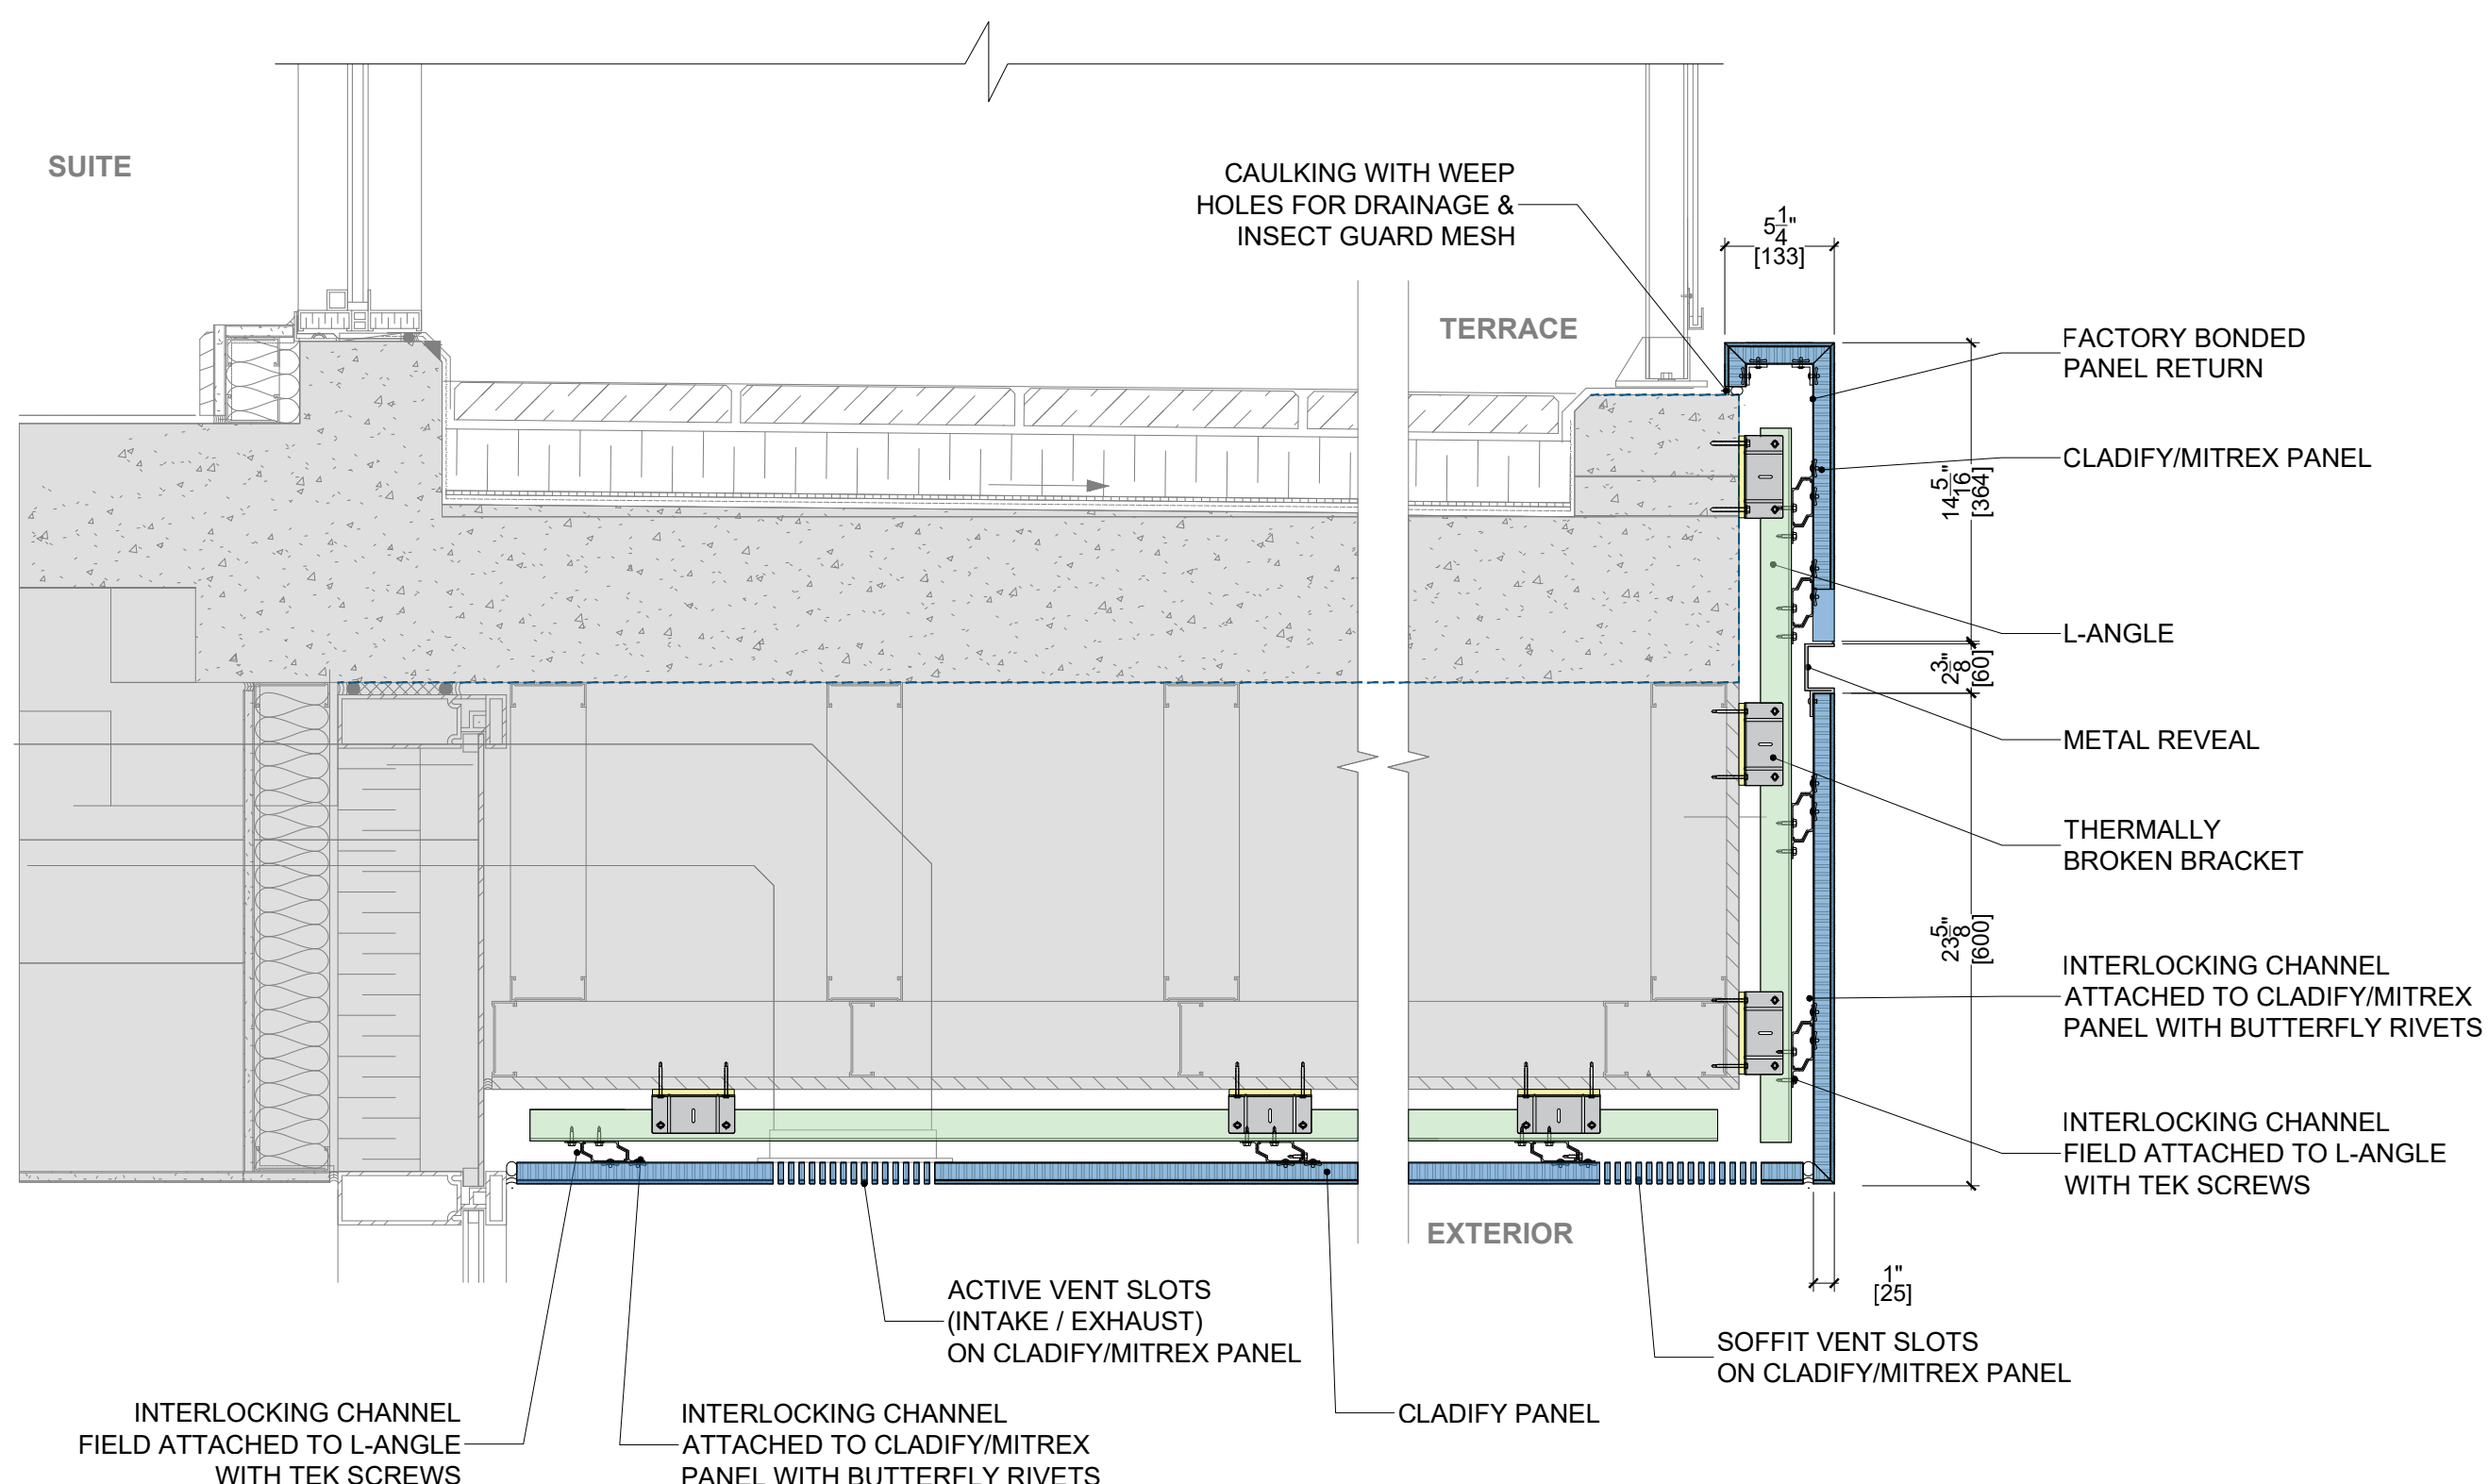 SUITE
CAULKING WITH WEEP
HOLES FOR DRAINAGE &
INSECT GUARD MESH
5 1/4"
[133]
TERRACE
FACTORY BONDED
PANEL RETURN
CLADIFY/MITREX PANEL
14 5/16"
[364]
L-ANGLE
2 3/8"
[60]
METAL REVEAL
THERMALLY
BROKEN BRACKET
23 5/8"
[600]
INTERLOCKING CHANNEL
ATTACHED TO CLADIFY/MITREX
PANEL WITH BUTTERFLY RIVETS
INTERLOCKING CHANNEL
FIELD ATTACHED TO L-ANGLE
WITH TEK SCREWS
EXTERIOR
1"
[25]
ACTIVE VENT SLOTS
(INTAKE / EXHAUST)
ON CLADIFY/MITREX PANEL
SOFFIT VENT SLOTS
ON CLADIFY/MITREX PANEL
CLADIFY PANEL
INTERLOCKING CHANNEL
FIELD ATTACHED TO L-ANGLE
WITH TEK SCREWS
INTERLOCKING CHANNEL
ATTACHED TO CLADIFY/MITREX
PANEL WITH BUTTERFLY RIVETS